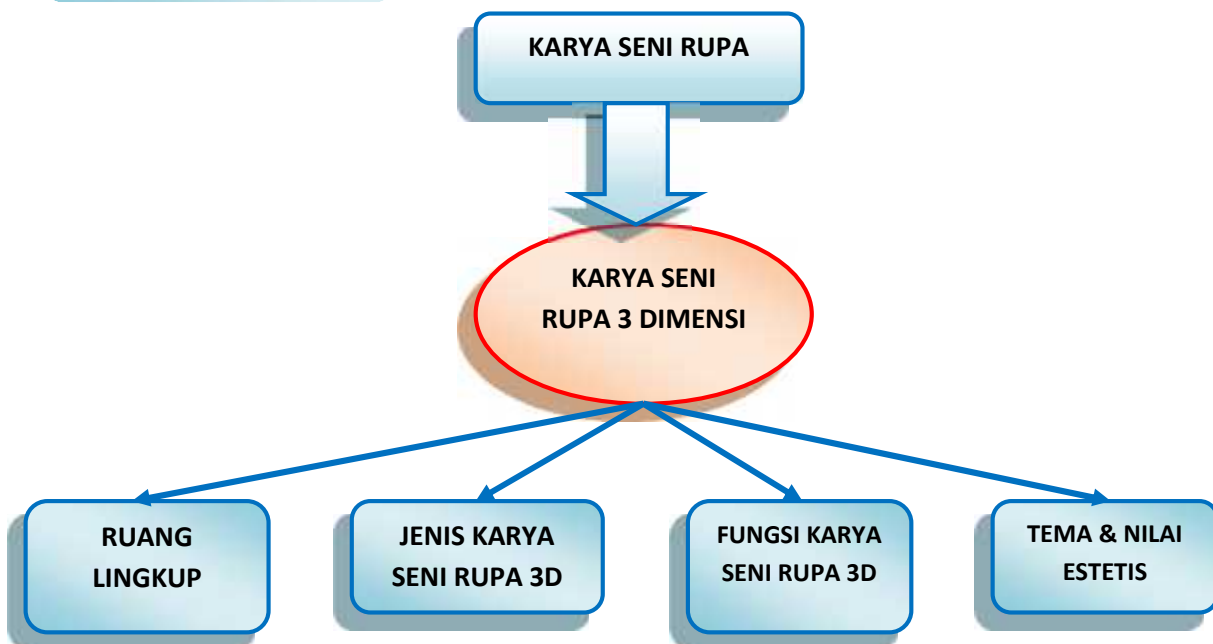 KARYA SENI RUPA
KARYA SENI
RUPA 3 DIMENSI
RUANG
LINGKUP
JENIS KARYA
SENI RUPA 3D
FUNGSI KARYA
SENI RUPA 3D
TEMA & NILAI
ESTETIS